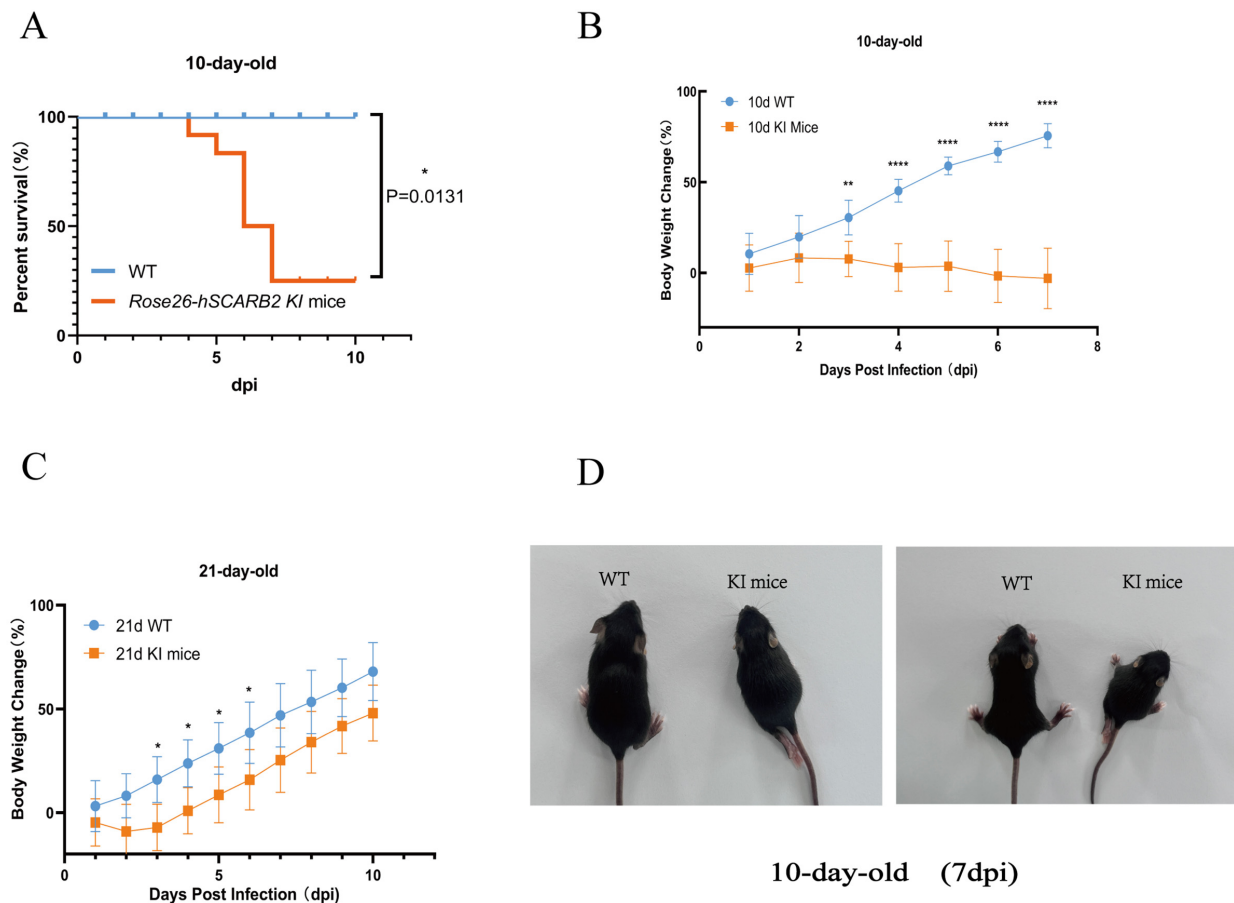 A
10-day-old
Percent survival(%)
100
50
0
0
5
10
dpi
WT
Rose26-hSCARB2 KI mice
*
P=0.0131
B
10-day-old
Body Weight Change(%)
100
50
0
0
2
4
6
8
Days Post Infection(dpi)
10d WT
10d KI Mice
**
****
****
****
****
C
21-day-old
Body Weight Change(%)
100
50
0
0
5
10
Days Post Infection(dpi)
21d WT
21d KI mice
*
*
*
*
D
WT
KI mice
WT
KI mice
10-day-old (7dpi)